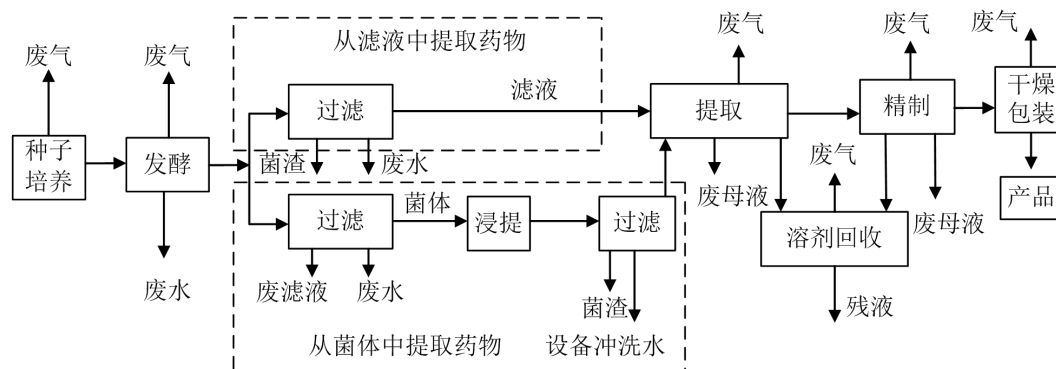 废气
废气
从滤液中提取药物
废气
废气
废气
种子
培养
发酵
过滤
滤液
提取
精制
干燥
包装
菌渣
废水
废水
过滤
菌体
浸提
过滤
废母液
废气
溶剂回收
废母液
产品
废滤液
废水
菌渣
设备冲洗水
残液
从菌体中提取药物